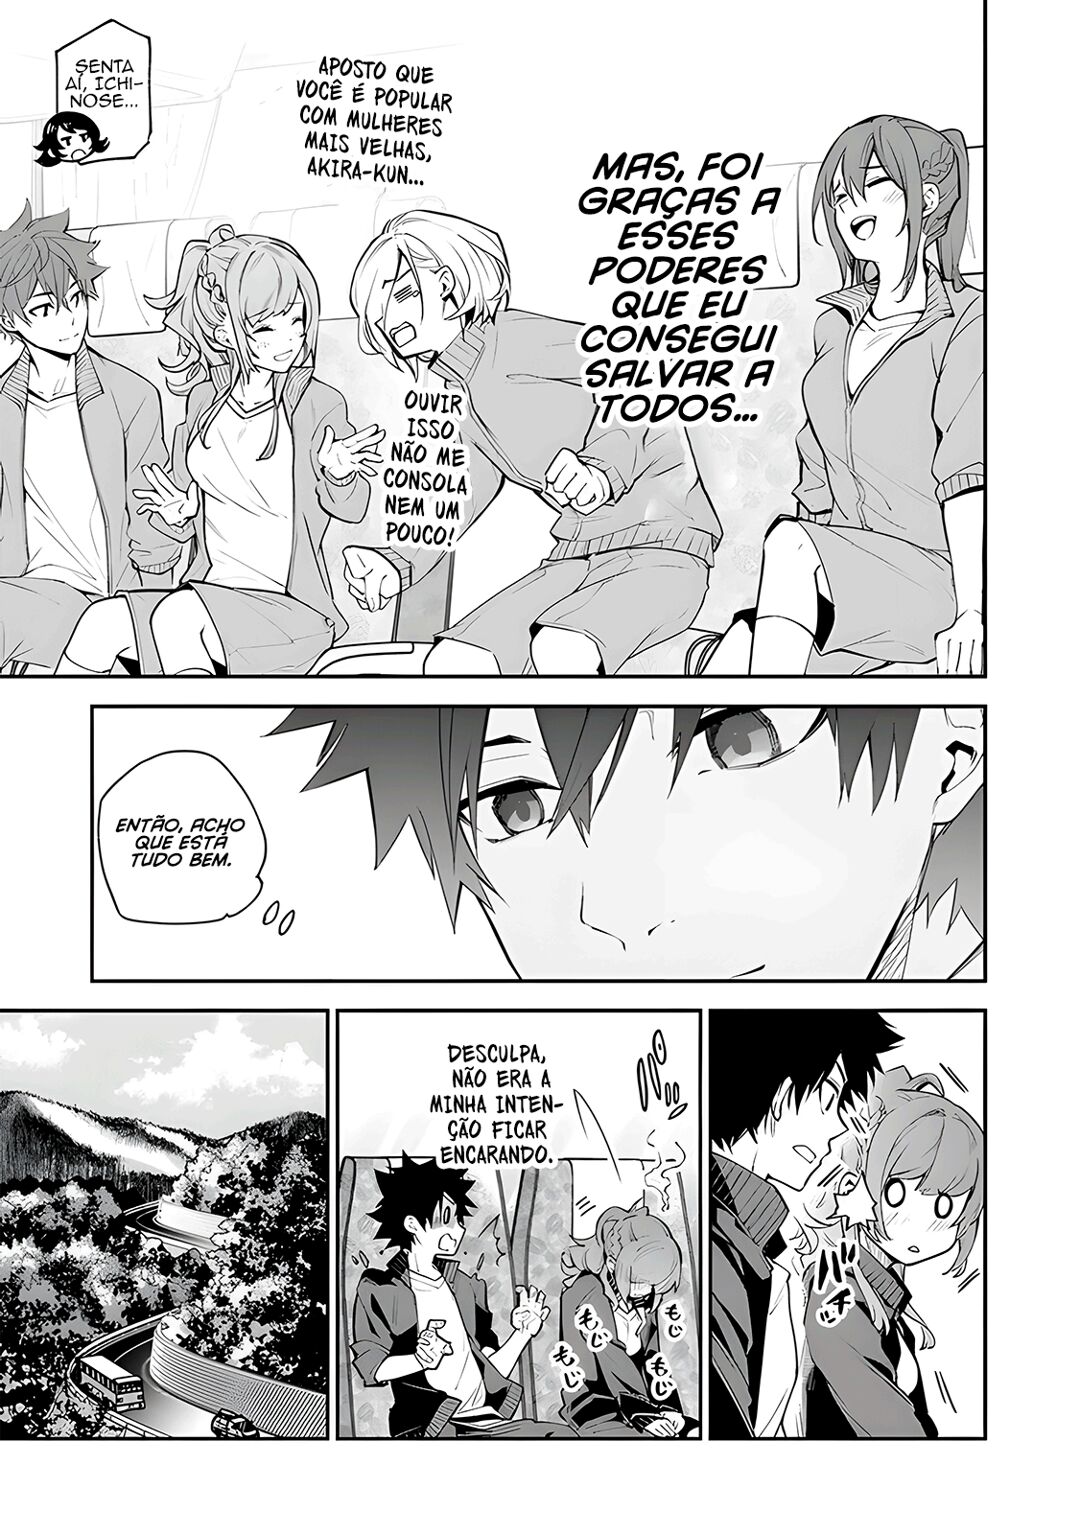 MAS, FOI
GRAÇAS A
ESSES
PODERES
QUE EU
CONSEGUI
SALVAR A
TODOS...
APOSTO QUE
VOCÊ É POPULAR
COM MULHERES
MAIS VELHAS,
AKIRA-KUN...
OUVIR
ISSO
NÃO ME
CONSOLA
NEM UM
POUCO!
SENTA
AÍ, ICHI-
NOSE...
ENTÃO, ACHO
QUE ESTÁ
TUDO BEM.
バチッ
DESCULPA,
NÃO ERA A
MINHA INTEN-
ÇÃO FICAR
ENCARANDO.
もじ
もじ
もじ
もじ